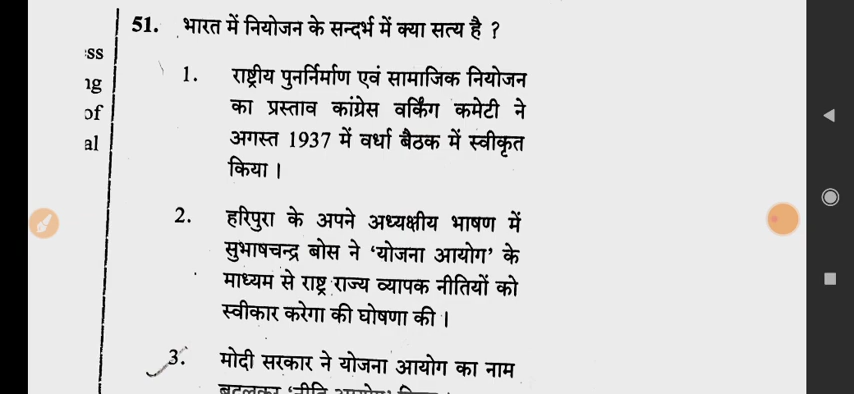 51. भारत में नियोजन के सन्दर्भ में क्या सत्य है ?
ss
ng
of
al
1. राष्ट्रीय पुनर्निर्माण एवं सामाजिक नियोजन
का प्रस्ताव कांग्रेस वर्किंग कमेटी ने
अगस्त 1937 में वर्धा बैठक में स्वीकृत
किया ।
2. हरिपुरा के अपने अध्यक्षीय भाषण में
सुभाषचन्द्र बोस ने ‘योजना आयोग’ के
माध्यम से राष्ट्र राज्य व्यापक नीतियों को
स्वीकार करेगा की घोषणा की ।
3. मोदी सरकार ने योजना आयोग का नाम
बदलकर ‘नीति आयोग’ किया ।